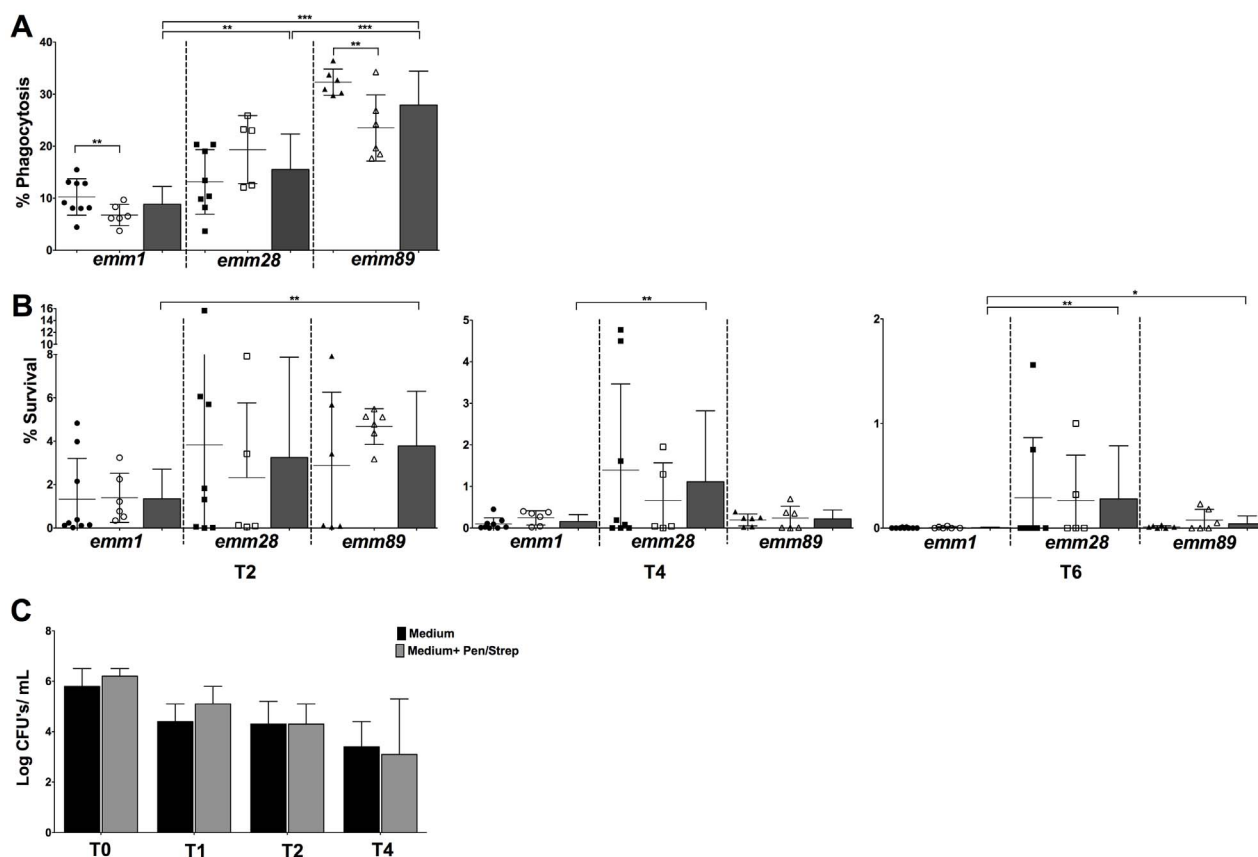 A
***
**
***
**
**
% Phagocytosis
50
40
30
20
10
0
emm1
emm28
emm89
B
**
**
**
*
% Survival
16
14
12
10
8
6
4
2
0
emm1
emm28
emm89
T2
5
4
3
2
1
0
emm1
emm28
emm89
T4
2
1
0
emm1
emm28
emm89
T6
C
Medium
Medium+ Pen/Strep
Log CFU's/ mL
8
6
4
2
0
T0
T1
T2
T4